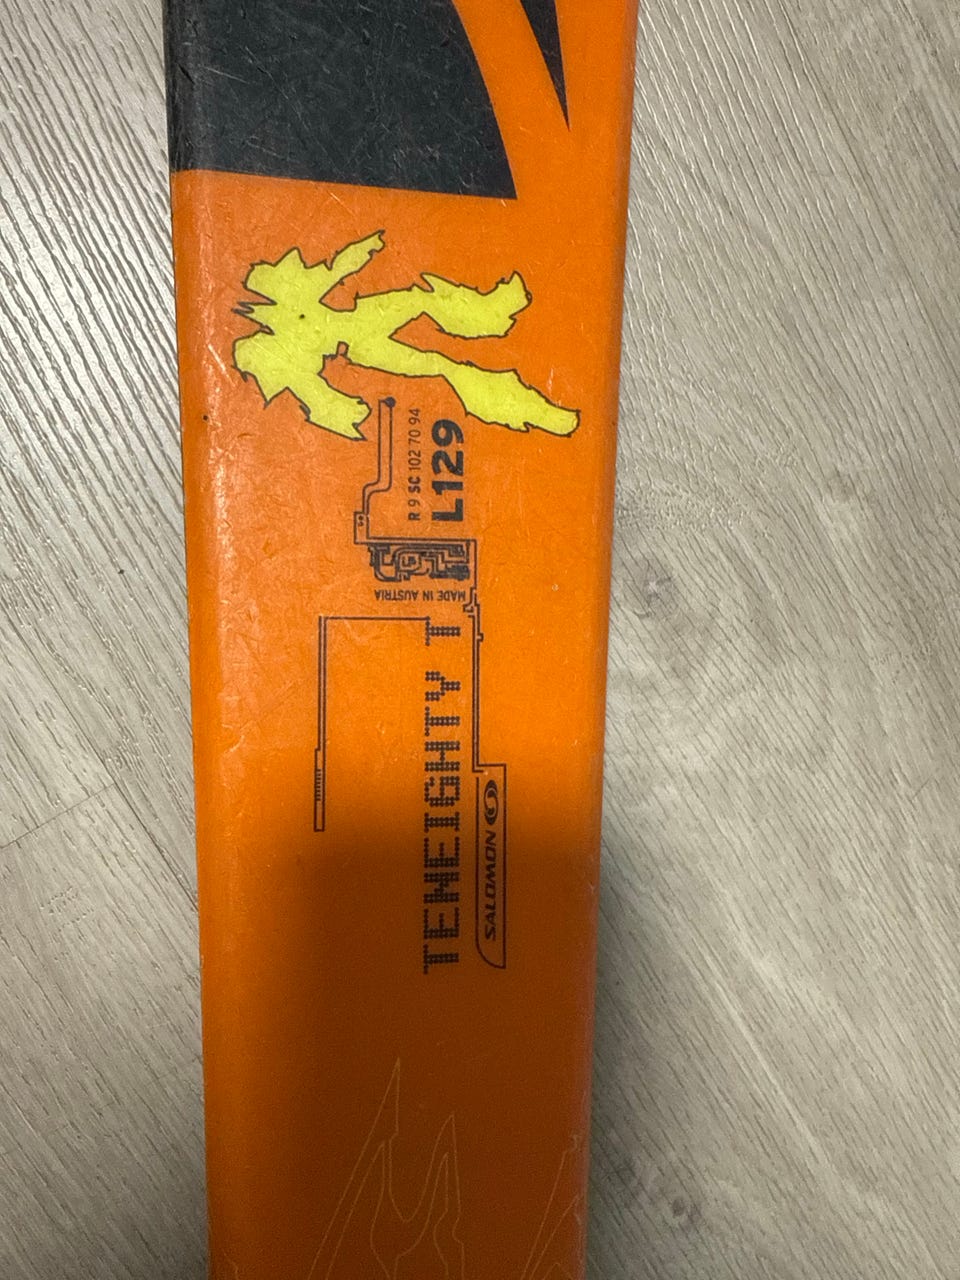 R 9 SC 102 70 94
L129
MADE IN AUSTRIA
TENEIGHTY T
SALOMON